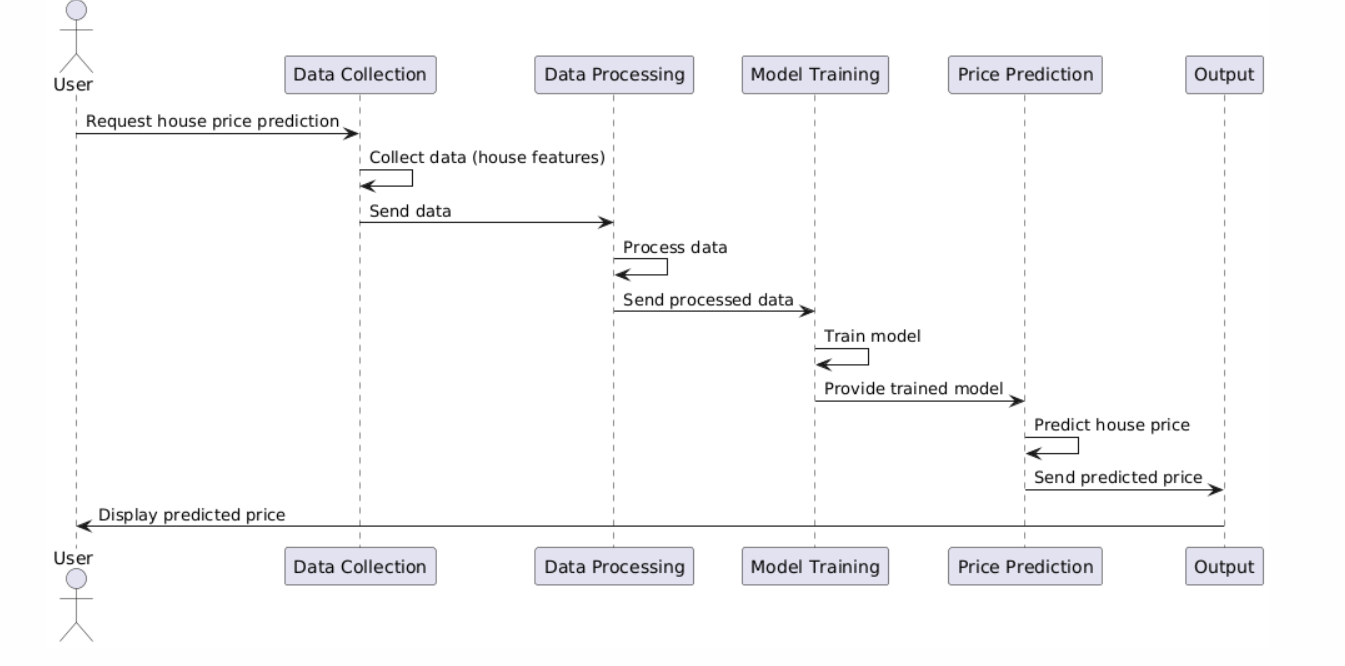 User
Data Collection
Data Processing
Model Training
Price Prediction
Output
Request house price prediction
Collect data (house features)
Send data
Process data
Send processed data
Train model
Provide trained model
Predict house price
Send predicted price
Display predicted price
User
Data Collection
Data Processing
Model Training
Price Prediction
Output